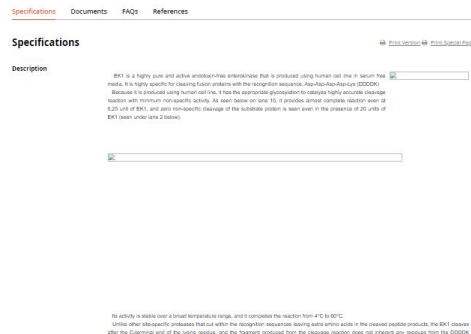 Specifications Documents FAQs References
Specifications
Print Version Print Special Pag
Description
EK1 is a highly pure and active endotoxin-free enterokinase that is produced using human cell line in serum free
media. It is highly specific for cleaving fusion proteins with the recognition sequence, Asp-Asp-Asp-Asp-Lys (DDDDK)
Because it is produced using human cell line, it has the appropriate glycosylation to catalyze highly accurate cleavage
reaction with minimum non-specific activity. As seen below on lane 10, it provides almost complete reaction even at
0.25 unit of EK1, and zero non-specific cleavage of the substrate protein is seen even in the presence of 20 units of
EK1 (seen under lane 2 below).
Its activity is stable over a broad temperature range, and it completes the reaction from 4°C to 60°C.
Unlike other site-specific proteases that cut within the recognition sequences leaving extra amino acids in the cleaved peptide products, the EK1 cleaves
after the C-terminal end of the lysine residue, and the fragment produced from the cleavage reaction does not inherent any residues from the DDDDK